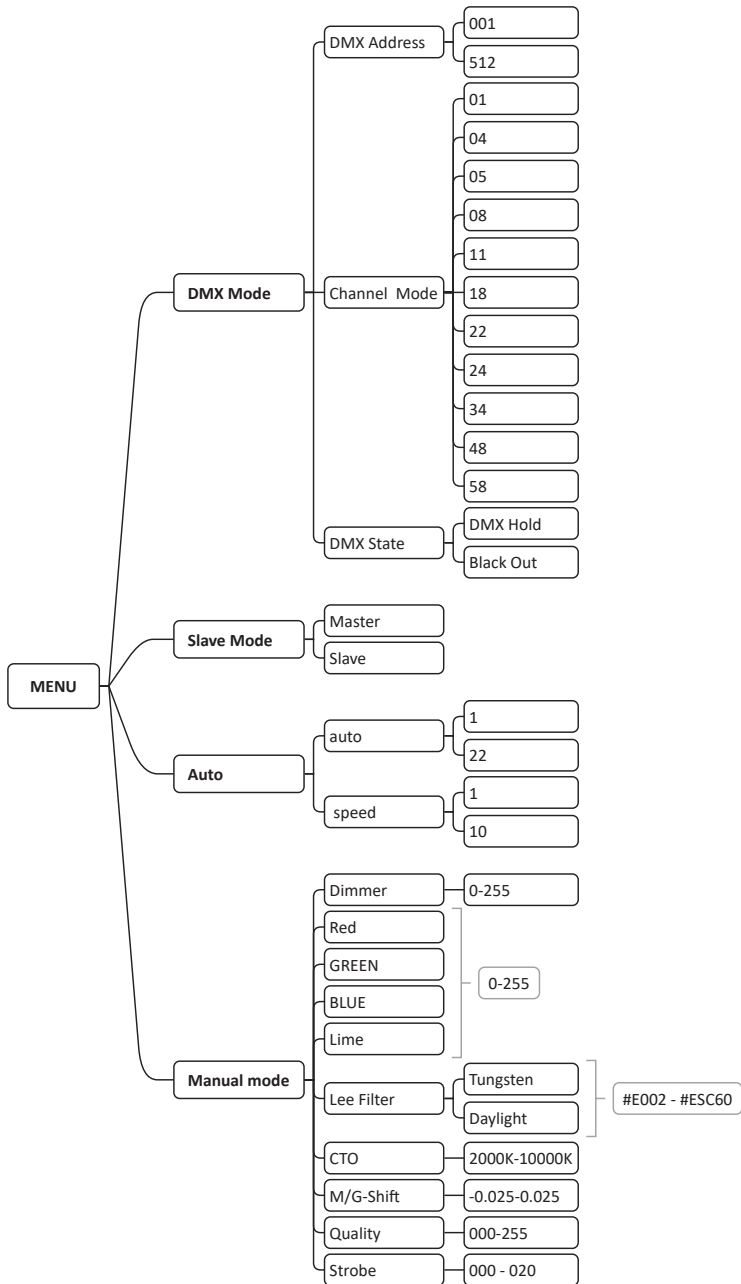 MENU
DMX Mode
DMX Address
001
512
Channel  Mode
01
04
05
08
11
18
22
24
34
48
58
DMX State
DMX Hold
Black Out
Slave Mode
Master
Slave
Auto
auto
1
22
speed
1
10
Manual mode
Dimmer
0-255
Red
GREEN
BLUE
Lime
0-255
Lee Filter
Tungsten
Daylight
#E002 - #ESC60
CTO
2000K-10000K
M/G-Shift
-0.025-0.025
Quality
000-255
Strobe
000 - 020